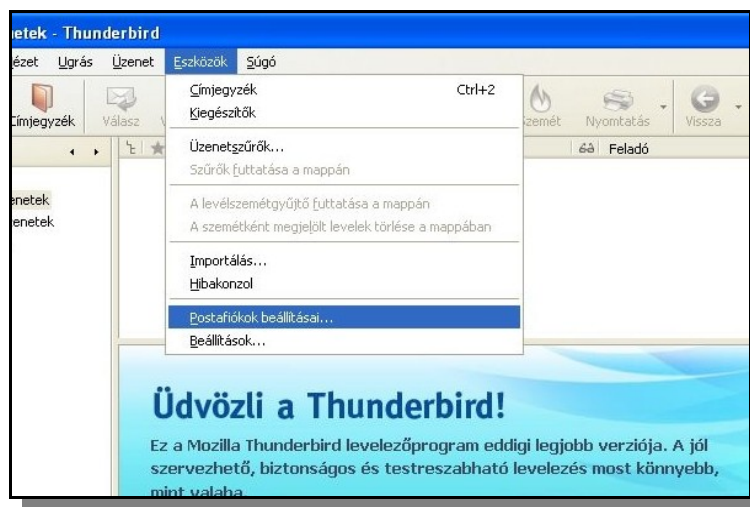 etek - Thunderbird
ézet Ugrás Üzenet Eszközök Súgó
Címjegyzék Ctrl+2
Kiegészítők
Címjegyzék Válasz Szemét Nyomtatás Vissza
Üzenetszűrők...
Feladó
Szűrők futtatása a mappán
enetek
A levélszemétgyűjtő futtatása a mappán
enetek
A szemétként megjelölt levelek törlése a mappában
Importálás...
Hibakonzol
Postafiókok beállításai...
Beállítások...
Üdvözli a Thunderbird!
Ez a Mozilla Thunderbird levelezőprogram eddigi legjobb verziója. A jól
szervezhető, biztonságos és testreszabható levelezés most könnyebb,
mint valaha.